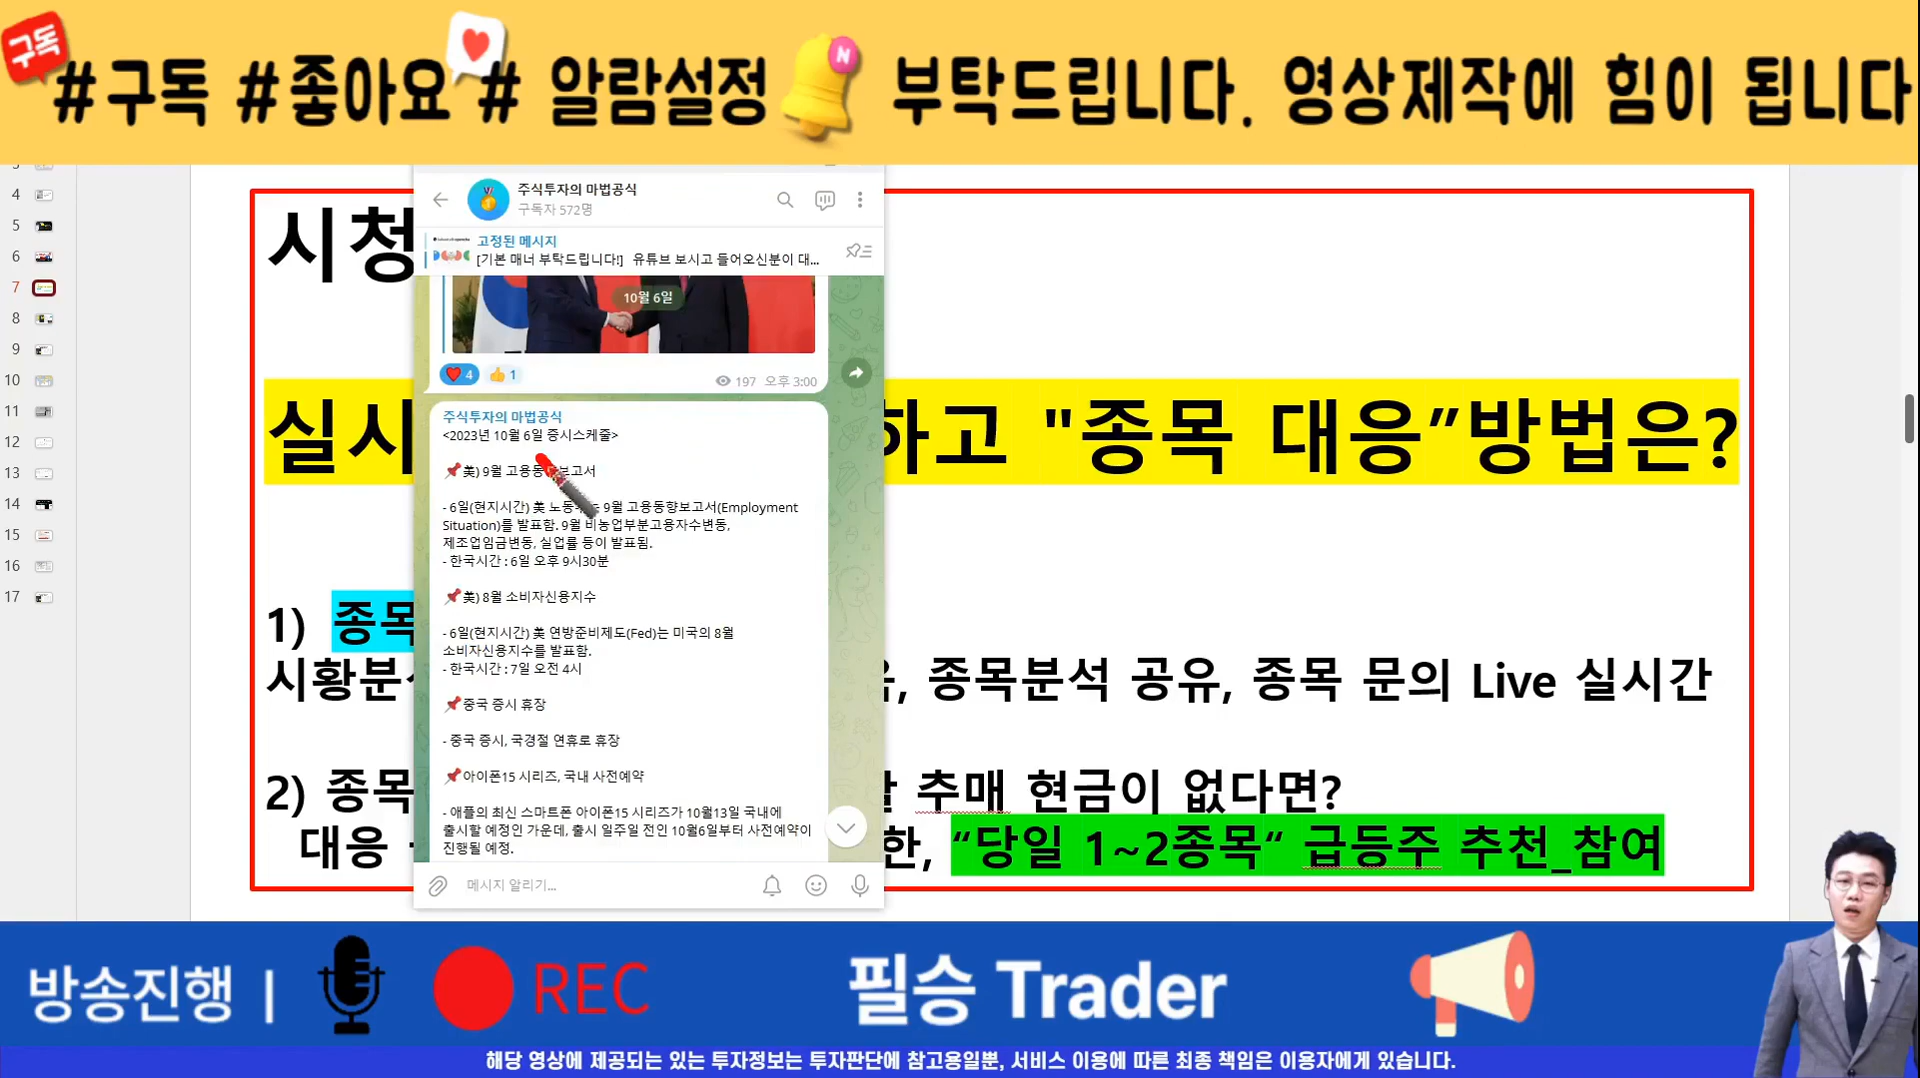 구독
#구독 #좋아요 # 알람설정 N 부탁드립니다. 영상제작에 힘이 됩니다
4
5
6
7
8
9
10
11
12
13
14
15
16
17
시청
실시
하고 "종목 대응”방법은?
1) 종목
시황분
, 종목분석 공유, 종목 문의 Live 실시간
2) 종목
추매 현금이 없다면?
대응
한, “당일 1~2종목“ 급등주 추천_참여
주식투자의 마법공식
구독자 572명
고정된 메시지
[기본 매너 부탁드립니다!] 유튜브 보시고 들어오신분이 대...
10월 6일
4 1
197 오후 3:00
주식투자의 마법공식
<2023년 10월 6일 증시스케줄>
美) 9월 고용동 보고서
- 6일(현지시간) 美 노동 9월 고용동향보고서(Employment
Situation)를 발표함. 9월 비농업부분고용자수변동,
제조업임금변동, 실업률 등이 발표됨.
- 한국시간 : 6일 오후 9시30분
美) 8월 소비자신용지수
- 6일(현지시간) 美 연방준비제도(Fed)는 미국의 8월
소비자신용지수를 발표함.
- 한국시간 : 7일 오전 4시
중국 증시 휴장
- 중국 증시, 국경절 연휴로 휴장
아이폰15 시리즈, 국내 사전예약
- 애플의 최신 스마트폰 아이폰15 시리즈가 10월13일 국내에
출시할 예정인 가운데, 출시 일주일 전인 10월6일부터 사전예약이
진행될 예정.
메시지 알리기...
방송진행 | REC 필승 Trader
해당 영상에 제공되는 있는 투자정보는 투자판단에 참고용일뿐, 서비스 이용에 따른 최종 책임은 이용자에게 있습니다.